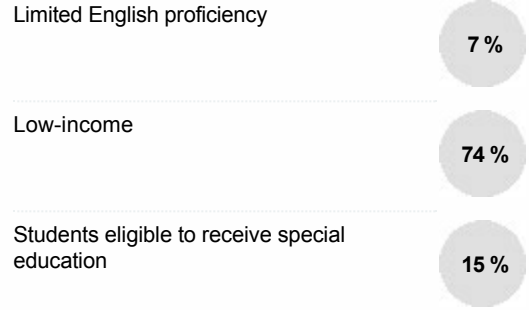 Limited English proficiency
7 %
Low-income
74 %
Students eligible to receive special
education
15 %